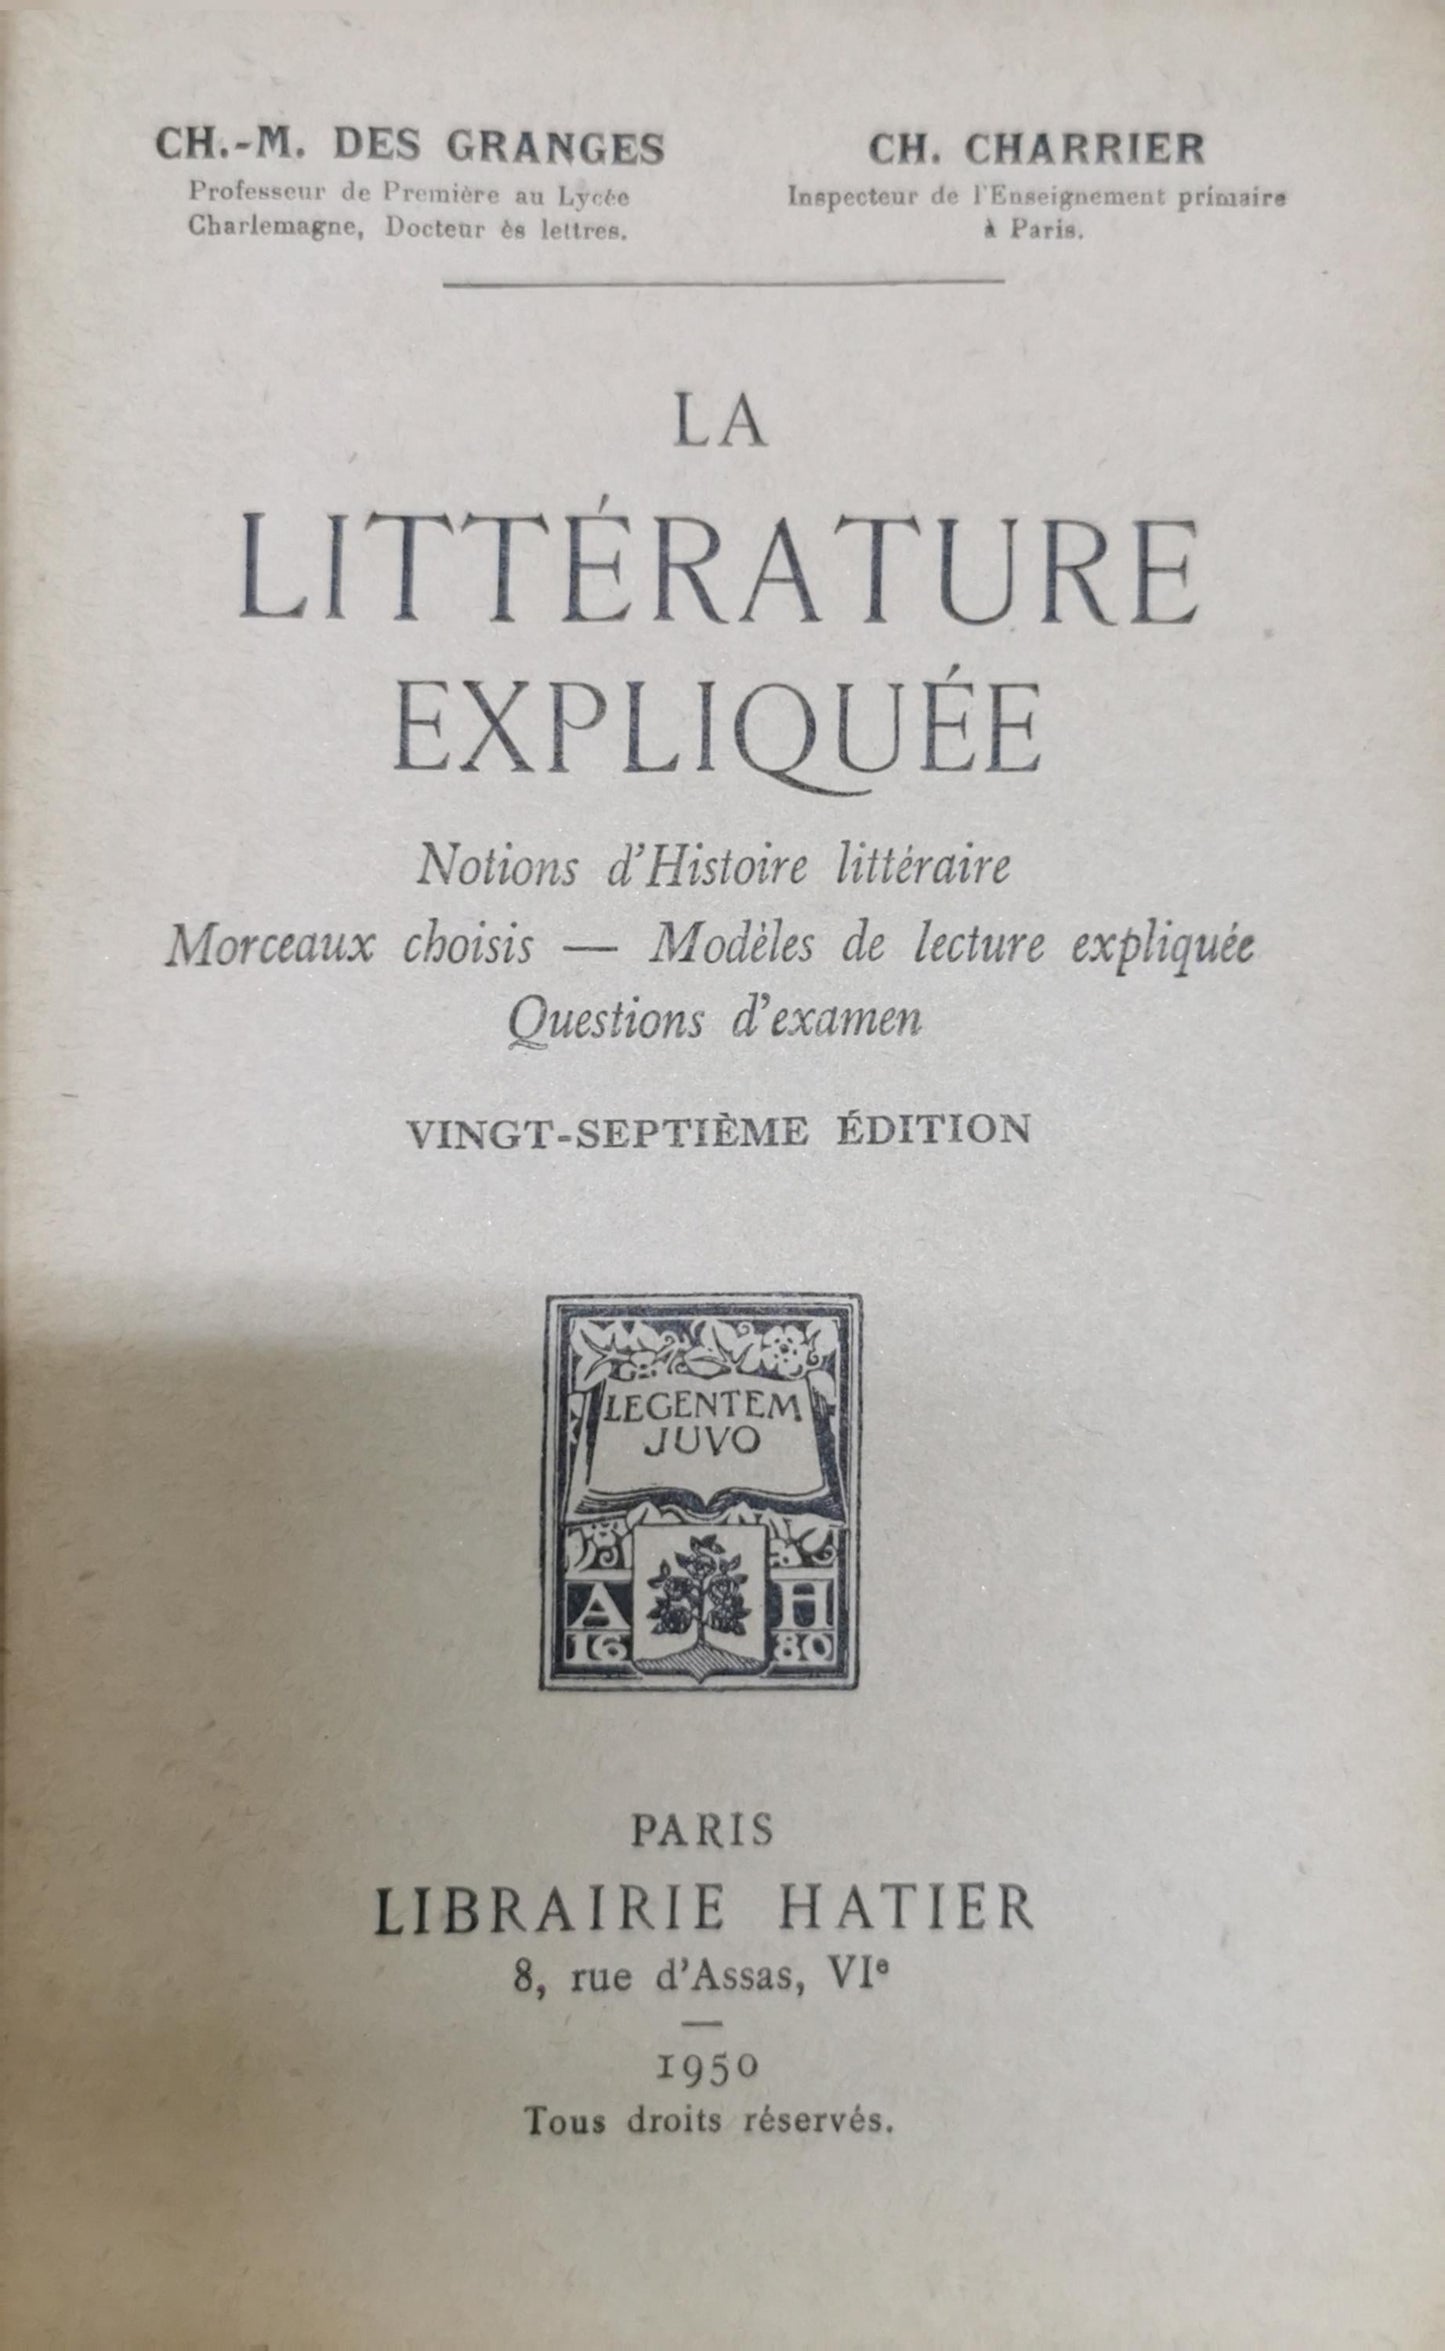 CH.-M. DES GRANGES
Professeur de Première au Lycée
Charlemagne, Docteur ès lettres.
CH. CHARRIER
Inspecteur de l'Enseignement primaire
à Paris.
LA
LITTÉRATURE
EXPLIQUÉE
Notions d'Histoire littéraire
Morceaux choisis — Modèles de lecture expliquée
Questions d'examen
VINGT-SEPTIÈME ÉDITION
LEGENTEM
JUVO
A H
16 80
PARIS
LIBRAIRIE HATIER
8, rue d'Assas, VIe
1950
Tous droits réservés.